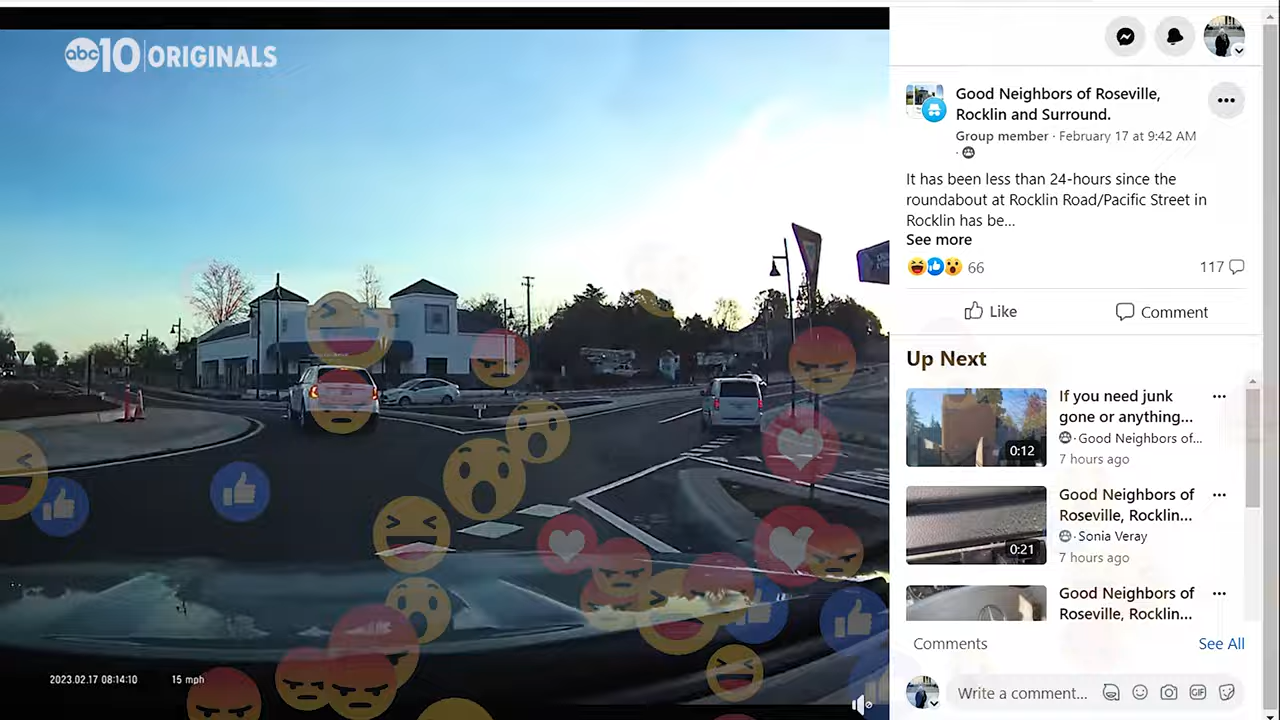 abc10 ORIGINALS
Good Neighbors of Roseville,
Rocklin and Surround.
Group member · February 17 at 9:42 AM
·
It has been less than 24-hours since the
roundabout at Rocklin Road/Pacific Street in
Rocklin has be...
See more
66
117
Like
Comment
Up Next
If you need junk
gone or anything...
· Good Neighbors of...
7 hours ago
0:12
Good Neighbors of
Roseville, Rocklin...
· Sonia Veray
7 hours ago
0:21
Good Neighbors of
Roseville, Rocklin...
Comments
See All
Write a comment...
GIF
2023.02.17 08:14:10
15 mph